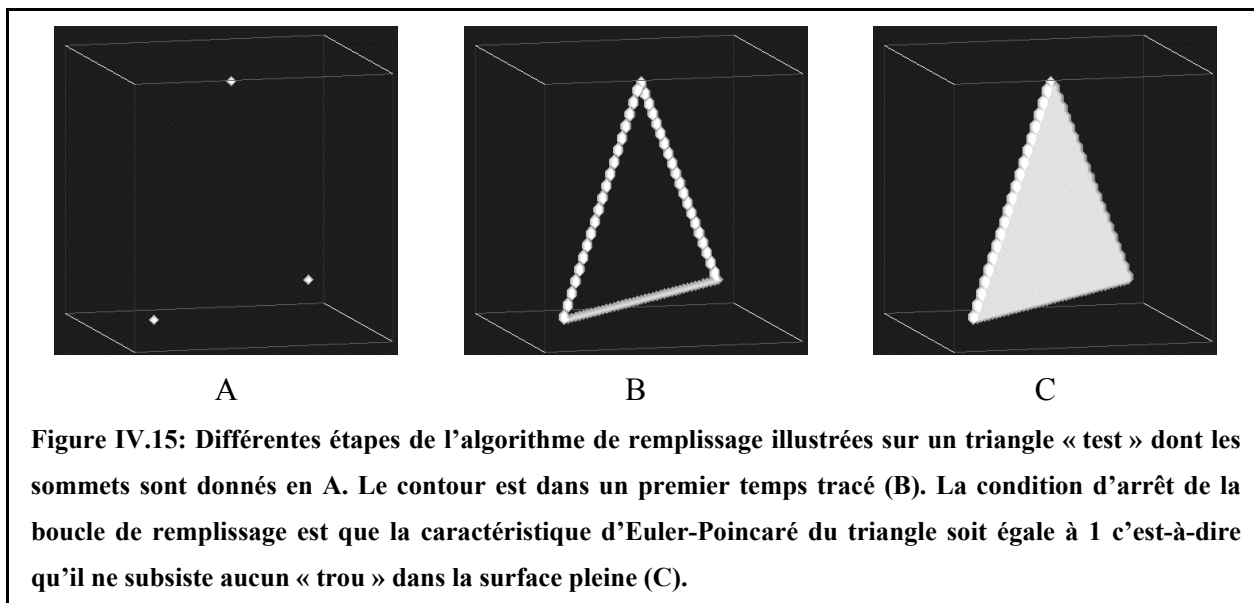 A B C
Figure IV.15: Différentes étapes de l’algorithme de remplissage illustrées sur un triangle « test » dont les
sommets sont donnés en A. Le contour est dans un premier temps tracé (B). La condition d’arrêt de la
boucle de remplissage est que la caractéristique d’Euler-Poincaré du triangle soit égale à 1 c’est-à-dire
qu’il ne subsiste aucun « trou » dans la surface pleine (C).